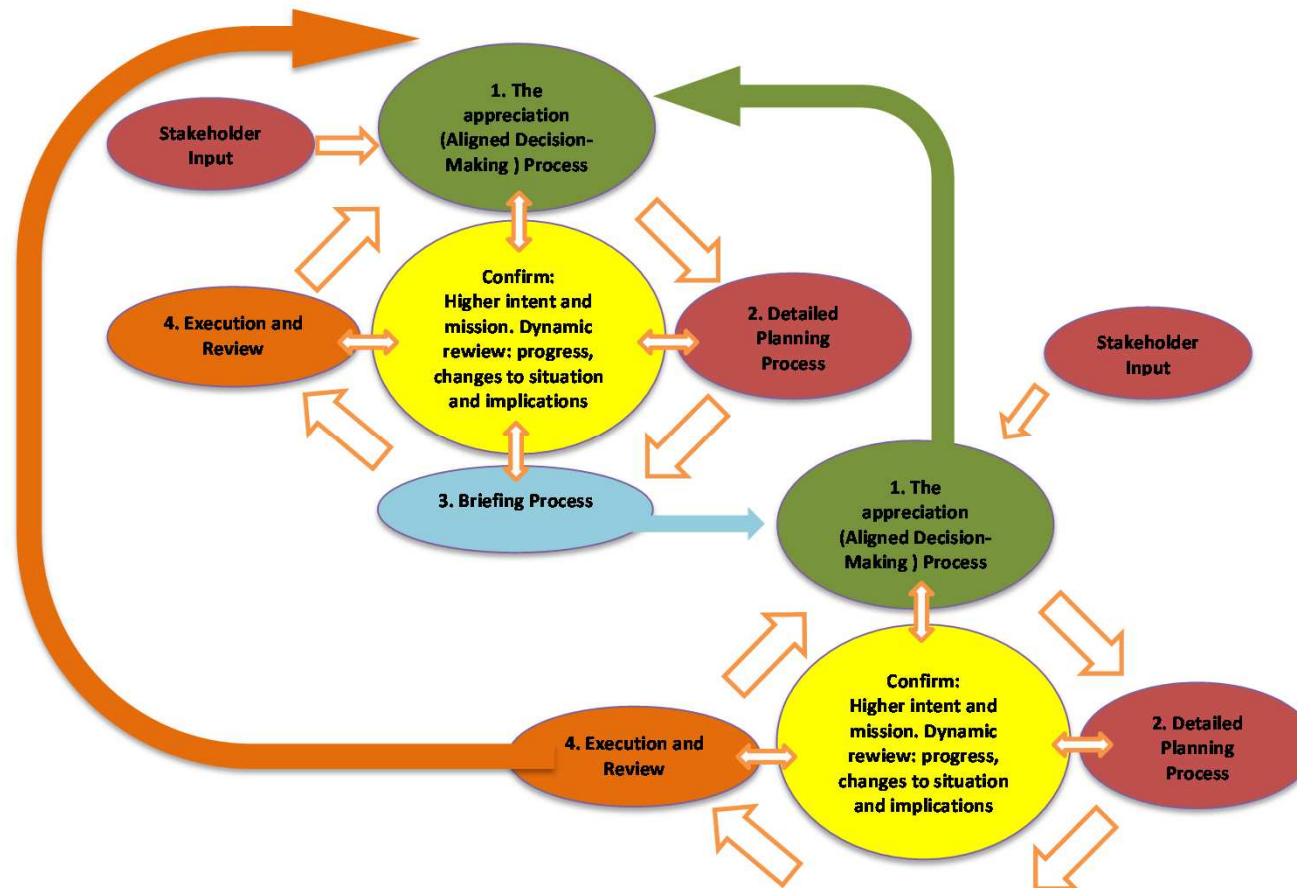 1. The
appreciation
(Aligned Decision-
Making ) Process
Stakeholder
Input
Confirm:
Higher intent and
mission. Dynamic
rewiew: progress,
changes to situation
and implications
4. Execution and
Review
2. Detailed
Planning
Process
3. Briefing Process
Stakeholder
Input
1. The
appreciation
(Aligned Decision-
Making ) Process
Confirm:
Higher intent and
mission. Dynamic
rewiew: progress,
changes to situation
and implications
4. Execution and
Review
2. Detailed
Planning
Process